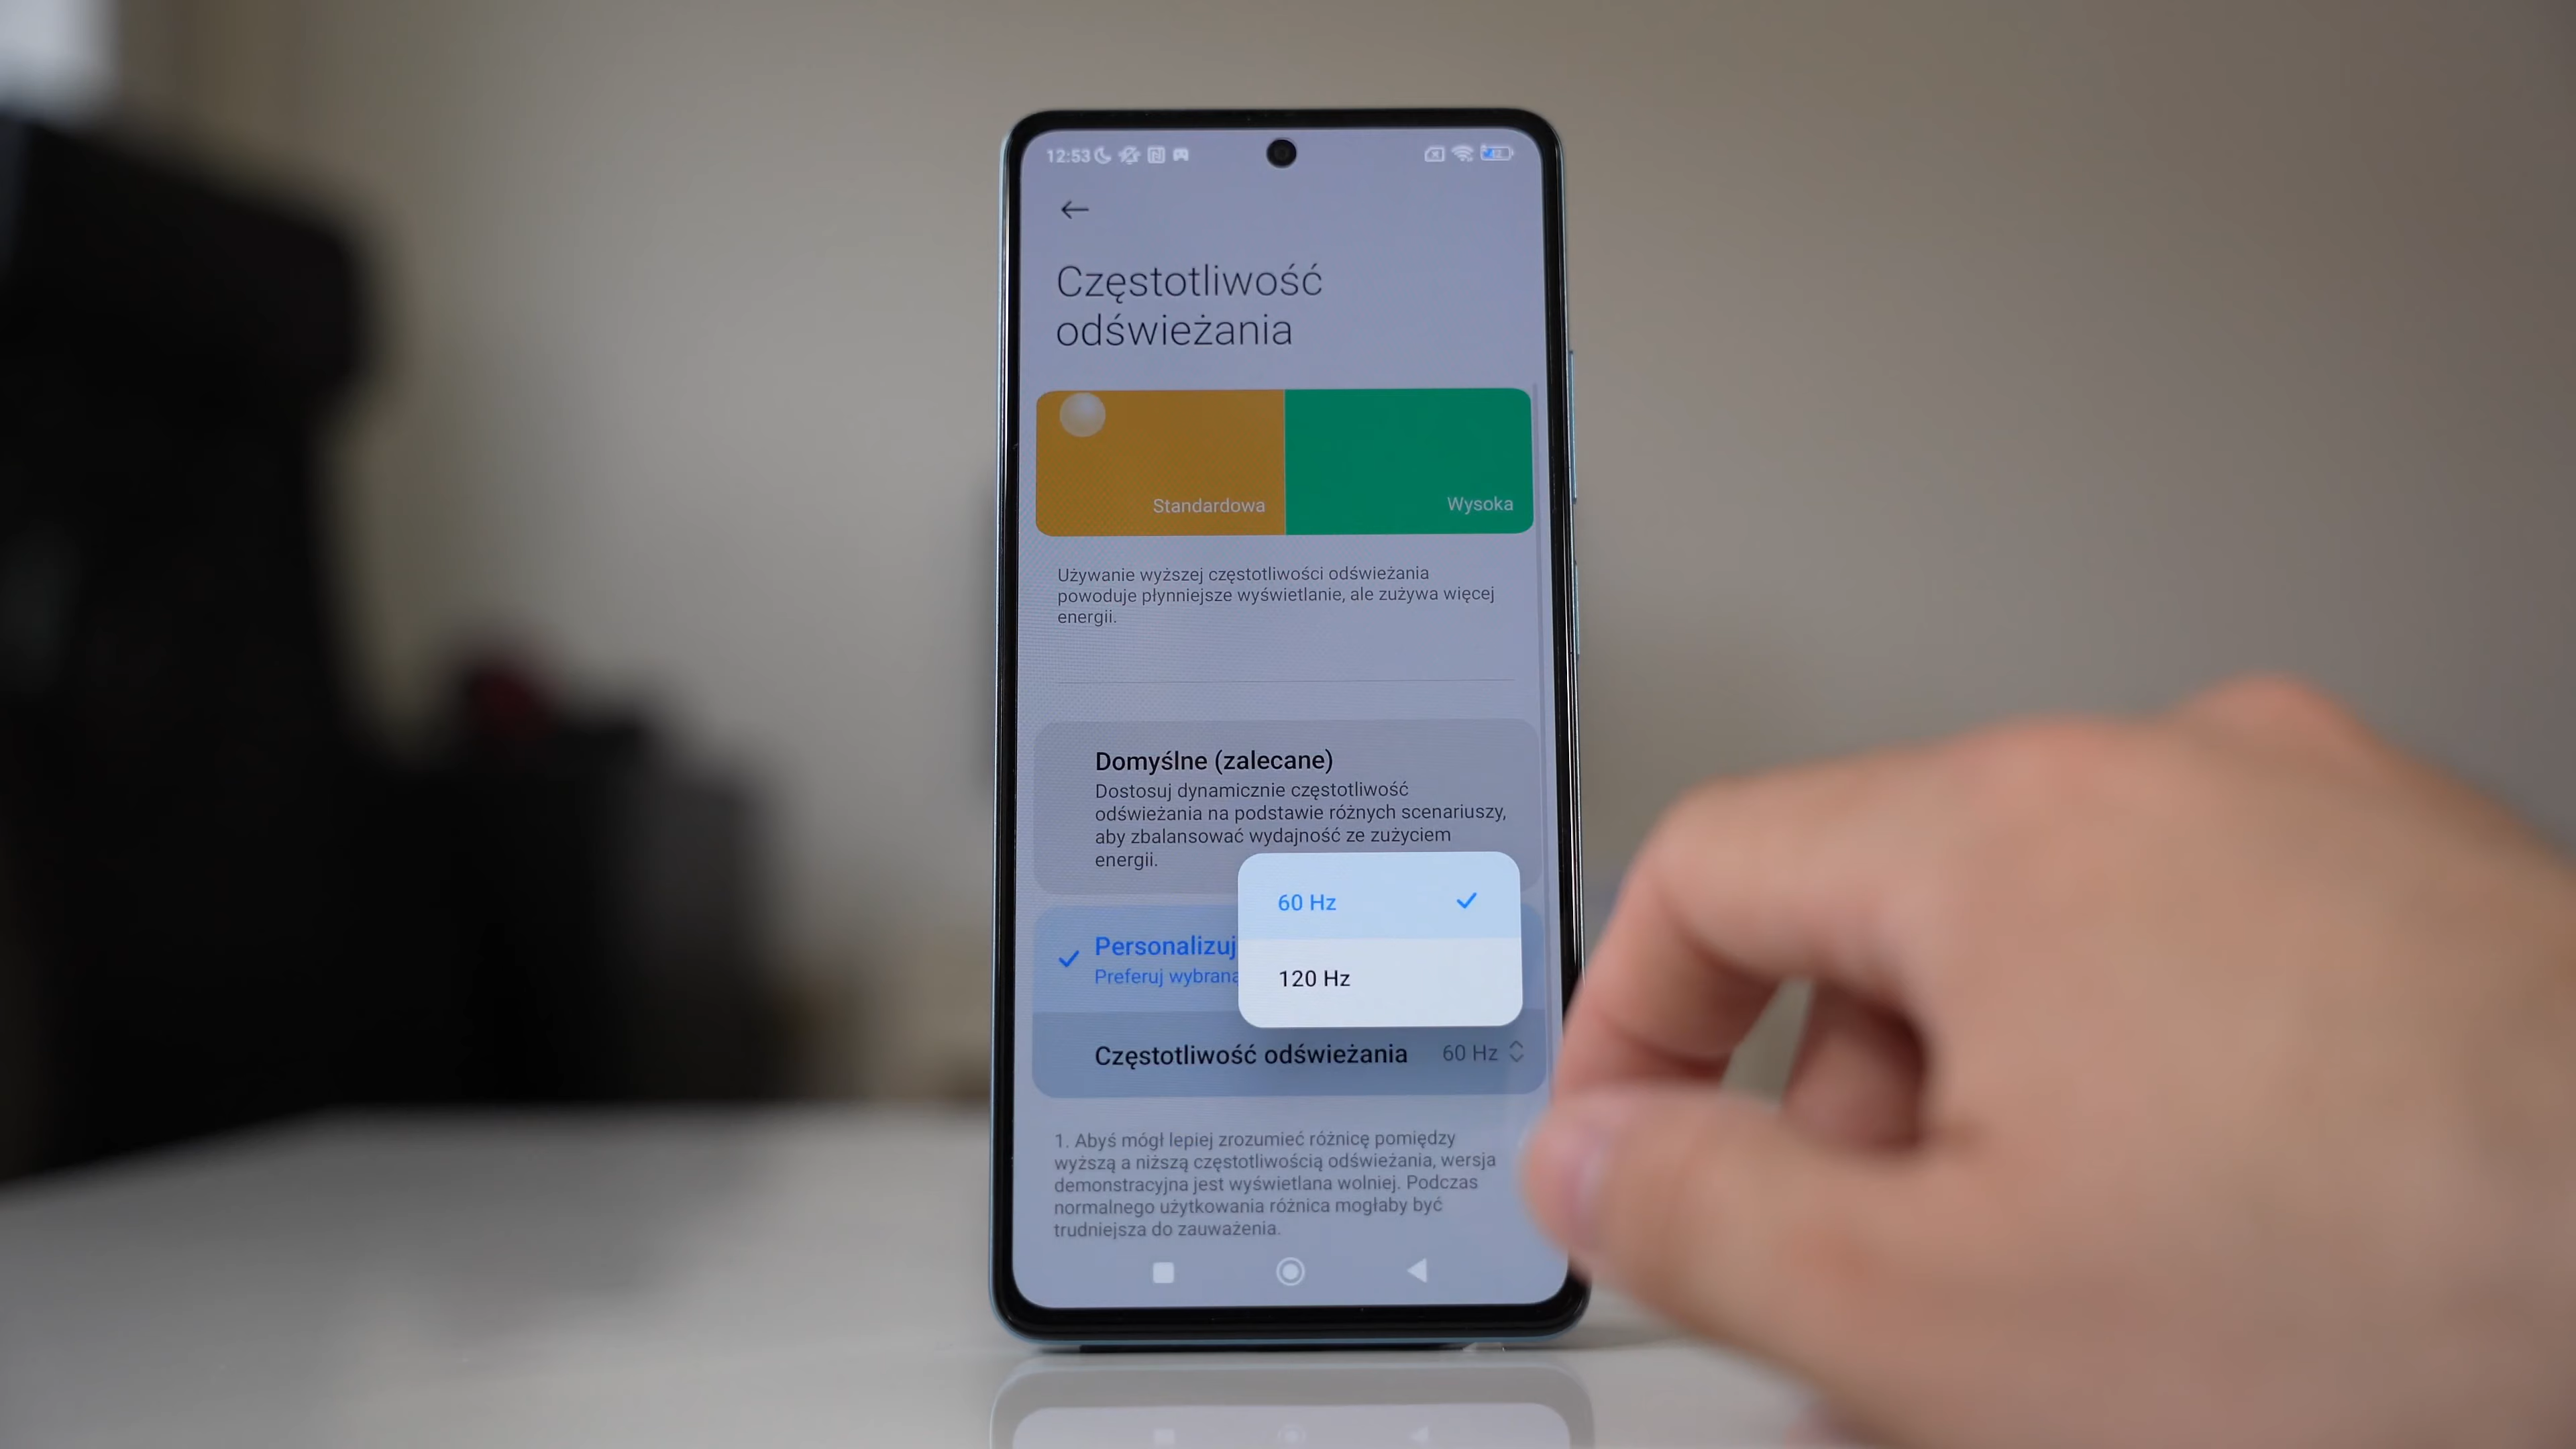 12:53
Częstotliwość
odświeżania
Standardowa
Wysoka
Używanie wyższej częstotliwości odświeżania
powoduje płynniejsze wyświetlanie, ale zużywa więcej
energii.
Domyślne (zalecane)
Dostosuj dynamicznie częstotliwość
odświeżania na podstawie różnych scenariuszy,
aby zbalansować wydajność ze zużyciem
energii.
60 Hz
Personalizuj
Preferuj wybraną
120 Hz
Częstotliwość odświeżania 60 Hz
1. Abyś mógł lepiej zrozumieć różnicę pomiędzy
wyższą a niższą częstotliwością odświeżania, wersja
demonstracyjna jest wyświetlana wolniej. Podczas
normalnego użytkowania różnica mogłaby być
trudniejsza do zauważenia.